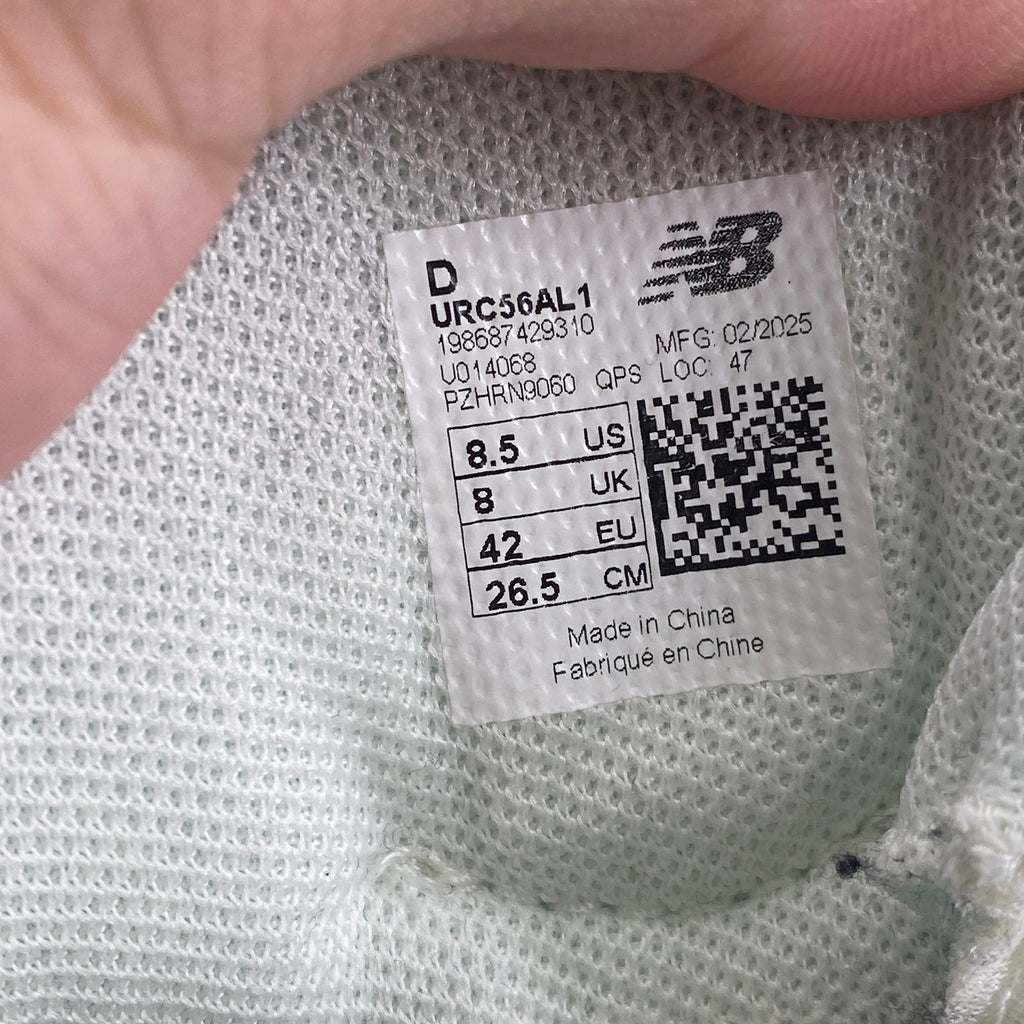 NB
D
URC56AL1
198687429310
U014068 MFG: 02/2025
PZHRN9060 QPS LOC: 47
8.5 US
8 UK
42 EU
26.5 CM
Made in China
Fabriqué en Chine